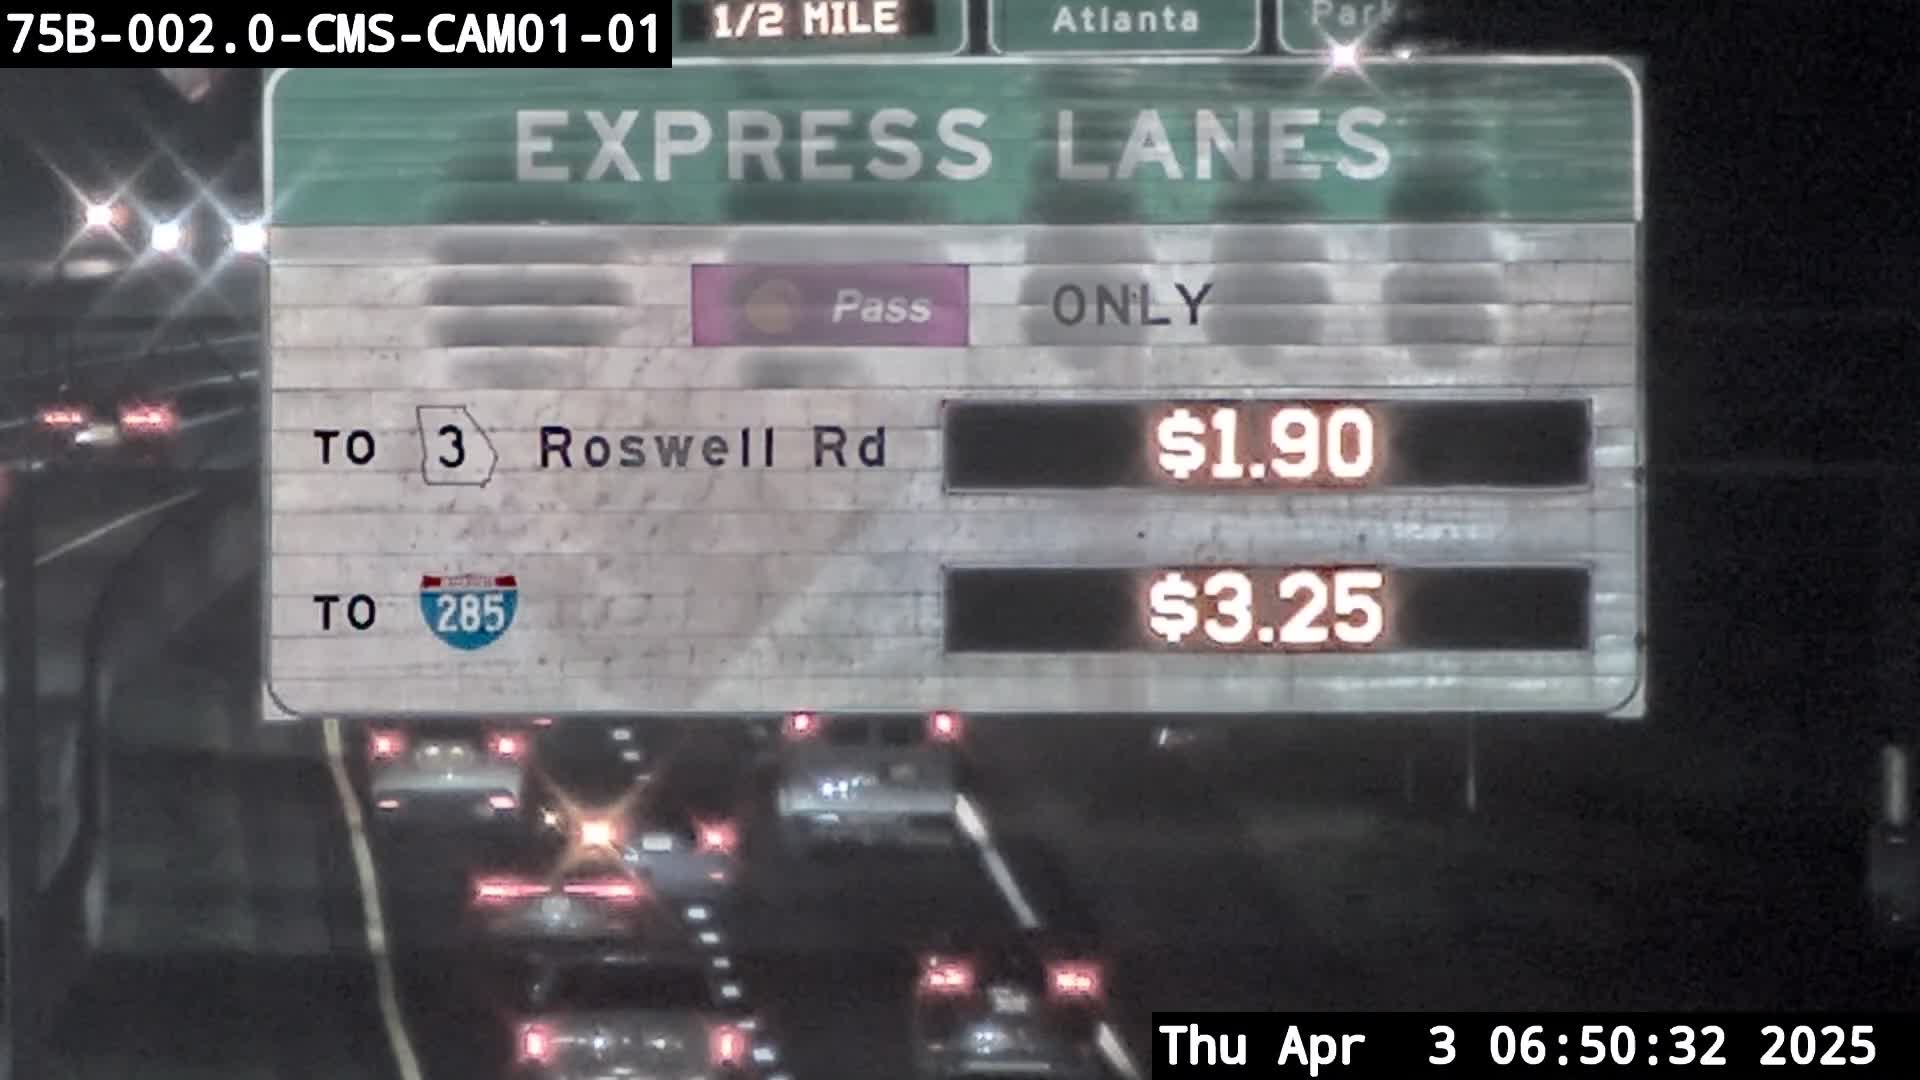 75B-002.0-CMS-CAM01-01
1/2 MILE
Atlanta
Park
EXPRESS LANES
Pass ONLY
TO 3 Roswell Rd $1.90
TO 285 $3.25
Thu Apr 3 06:50:32 2025